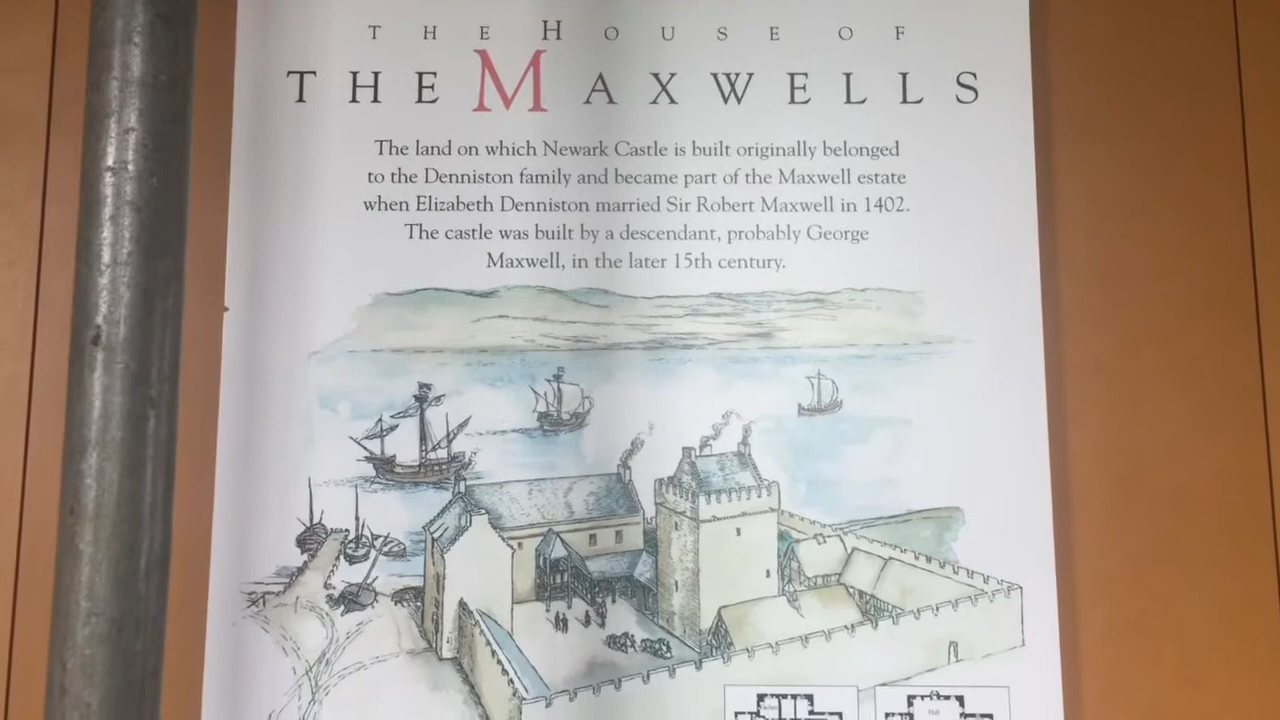 THE HOUSE OF
THE MAXWELLS
The land on which Newark Castle is built originally belonged
to the Denniston family and became part of the Maxwell estate
when Elizabeth Denniston married Sir Robert Maxwell in 1402.
The castle was built by a descendant, probably George
Maxwell, in the later 15th century.
Hall